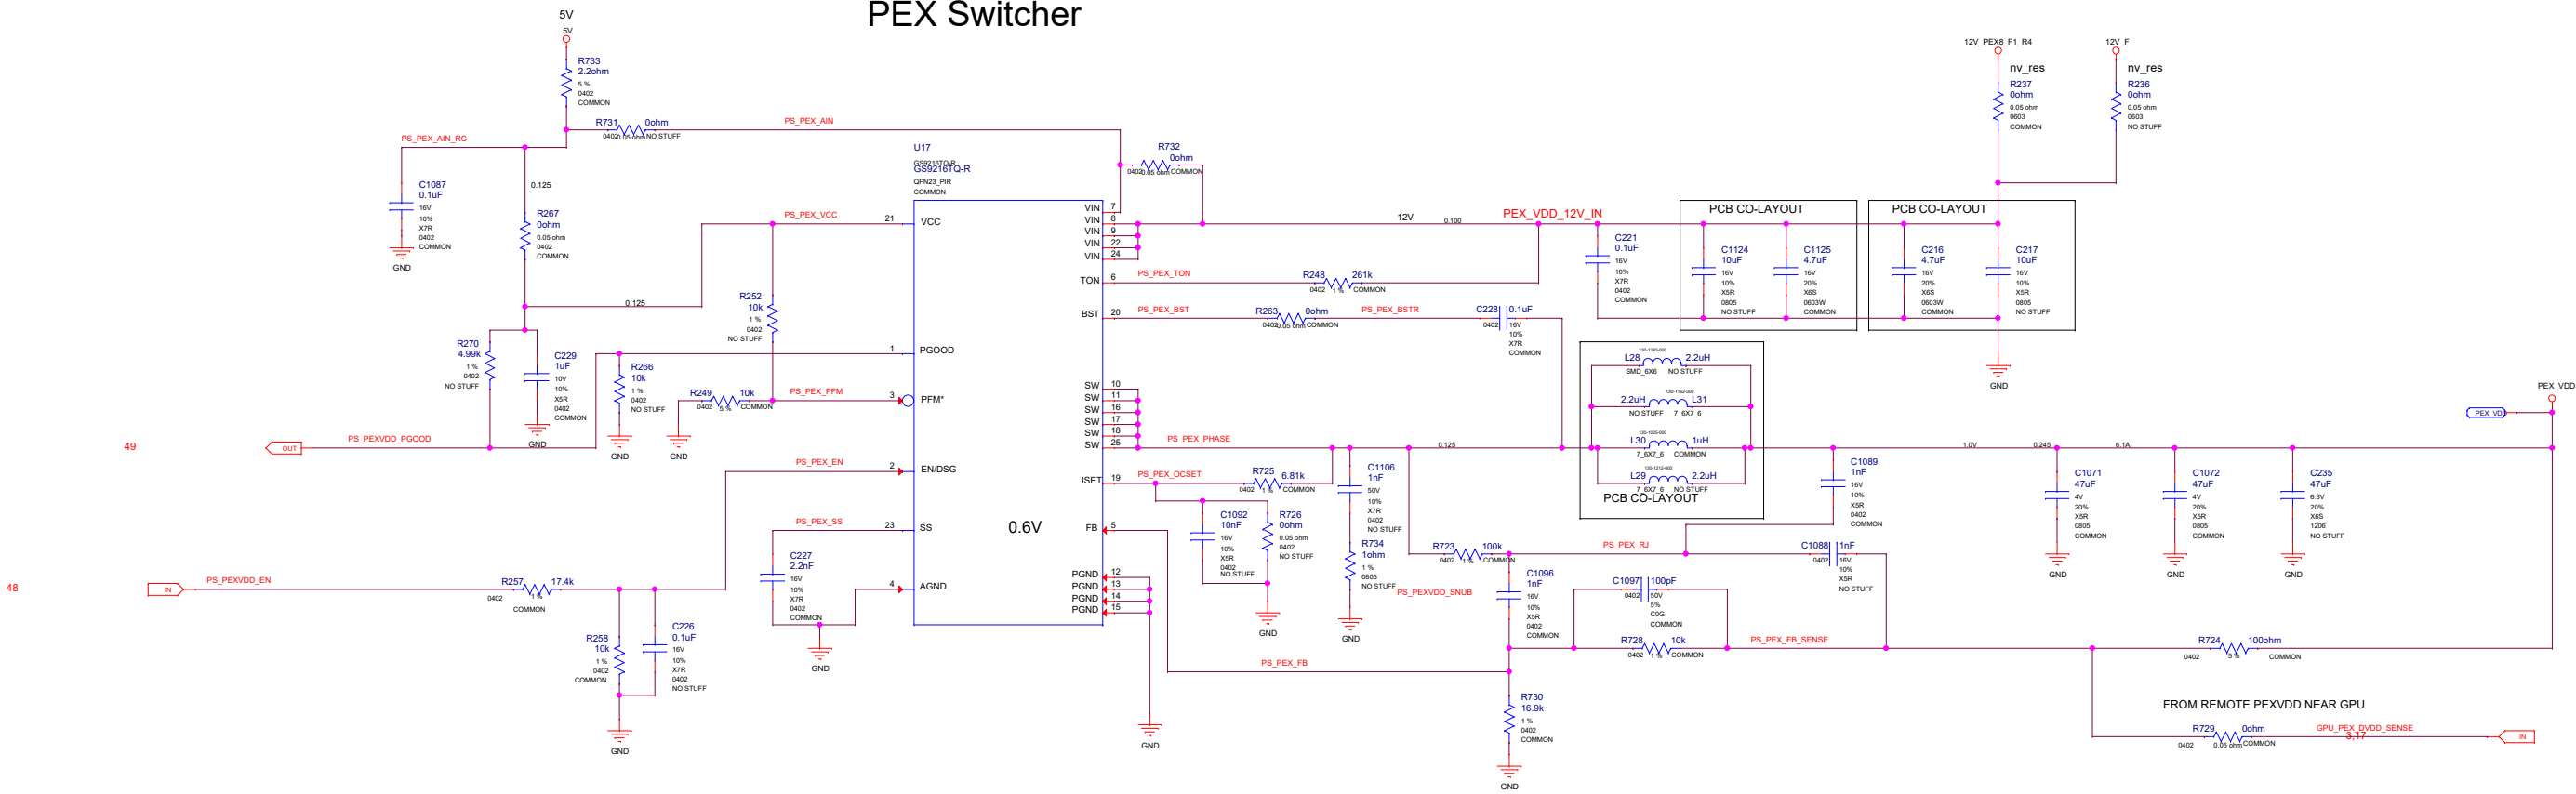 PEX Switcher
5V
5V
R733
2.2ohm
5 %
0402
COMMON
R731
0ohm
0402
0.05 ohm
NO STUFF
PS_PEX_AIN
PS_PEX_AIN_RC
C1087
0.1uF
16V
10%
X7R
0402
COMMON
GND
0.125
R267
0ohm
0.05 ohm
0402
COMMON
0.125
R270
4.99k
1 %
0402
NO STUFF
C229
1uF
10V
10%
X5R
0402
COMMON
GND
PS_PEX_VCC
R252
10k
1 %
0402
NO STUFF
R266
10k
1 %
0402
NO STUFF
GND
R249
10k
0402
5 %
COMMON
PS_PEX_PFM
GND
49
OUT
PS_PEXVDD_PGOOD
PS_PEX_EN
PS_PEX_SS
C227
2.2nF
16V
10%
X7R
0402
COMMON
GND
48
IN
PS_PEXVDD_EN
R257
17.4k
0402
1 %
COMMON
R258
10k
1 %
0402
COMMON
C226
0.1uF
16V
10%
X7R
0402
NO STUFF
GND
U17
GS9216TQ-R
GS9216TQ-R
QFN23_PIR
COMMON
21
VCC
1
PGOOD
3
PFM*
2
EN/DSG
23
SS
4
AGND
0.6V
VIN 7
VIN 8
VIN 9
VIN 22
VIN 24
TON 6
BST 20
SW 10
SW 11
SW 16
SW 17
SW 18
SW 25
ISET 19
FB 5
PGND 12
PGND 13
PGND 14
PGND 15
GND
R732
0ohm
0402
0.05 ohm
COMMON
12V
0.100
PEX_VDD_12V_IN
PS_PEX_TON
R248
261k
0402
1 %
COMMON
PS_PEX_BST
R263
0ohm
0402
0.05 ohm
COMMON
PS_PEX_BSTR
C228
0.1uF
0402
16V
10%
X7R
COMMON
C221
0.1uF
16V
10%
X7R
0402
COMMON
PCB CO-LAYOUT
C1124
10uF
16V
10%
X5R
0805
NO STUFF
C1125
4.7uF
16V
20%
X6S
0603W
COMMON
PCB CO-LAYOUT
C216
4.7uF
16V
20%
X6S
0603W
COMMON
C217
10uF
16V
10%
X5R
0805
NO STUFF
GND
12V_PEX8_F1_R4
nv_res
R237
0ohm
0.05 ohm
0603
COMMON
12V_F
nv_res
R236
0ohm
0.05 ohm
0603
NO STUFF
L28
2.2uH
SMD_6X6
NO STUFF
2.2uH
L31
NO STUFF
7_6X7_6
L30
1uH
7_6X7_6
COMMON
L29
2.2uH
7_6X7_6
NO STUFF
PCB CO-LAYOUT
PS_PEX_PHASE
0.125
PS_PEX_OCSET
R725
6.81k
0402
1 %
COMMON
C1092
10nF
16V
10%
X5R
0402
NO STUFF
R726
0ohm
0.05 ohm
0402
NO STUFF
GND
C1106
1nF
50V
10%
X7R
0402
NO STUFF
R734
1ohm
1 %
0805
NO STUFF
GND
PS_PEXVDD_SNUB
R723
100k
0402
1 %
COMMON
PS_PEX_RJ
C1089
1nF
16V
10%
X5R
0402
COMMON
C1088
1nF
0402
16V
10%
X5R
NO STUFF
C1096
1nF
16V
10%
X5R
0402
COMMON
C1097
100pF
0402
50V
5%
C0G
COMMON
R728
10k
0402
1 %
COMMON
PS_PEX_FB_SENSE
PS_PEX_FB
R730
16.9k
1 %
0402
COMMON
GND
1.0V
0.245
6.1A
C1071
47uF
4V
20%
X5R
0805
COMMON
GND
C1072
47uF
4V
20%
X5R
0805
COMMON
GND
C235
47uF
6.3V
20%
X6S
1206
NO STUFF
GND
PEX_VDD
R724
100ohm
0402
5 %
COMMON
FROM REMOTE PEXVDD NEAR GPU
R729
0ohm
0402
0.05 ohm
COMMON
GPU_PEX_DVDD_SENSE
3,17
IN